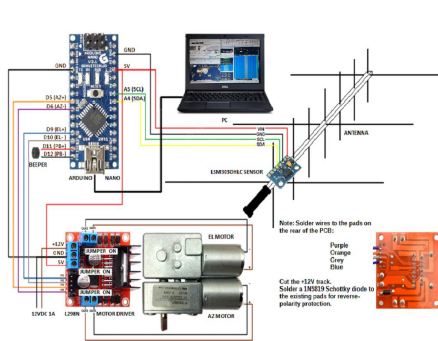 GND
5V
GND
A5 (SCL)
A4 (SDA)
D5 (AZ+)
D6 (AZ-)
D9 (EL+)
D10 (EL-)
D11 (PB+)
D12 (PB-)
BEEPER
ARDUINO
NANO
PC
VIN
GND
SCL
SDA
ANTENNA
LSM303DHLC SENSOR
+12V
GND
5V
JUMPER ON
JUMPER ON
12VDC 1A
L298N
MOTOR DRIVER
EL MOTOR
AZ MOTOR
Note: Solder wires to the pads on
the rear of the PCB:
Purple
Orange
Grey
Blue
Cut the +12V track.
Solder a 1N5819 Schottky diode to
the existing pads for reverse-
polarity protection.